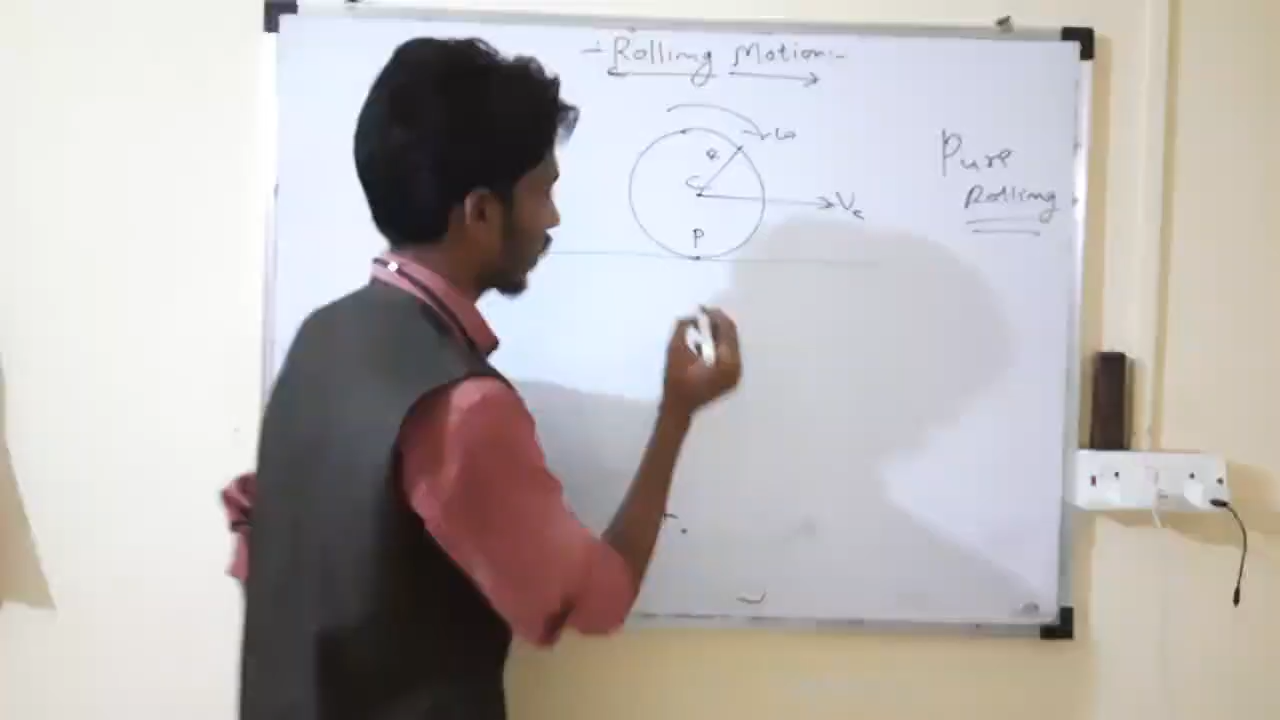 Rolling Motion:-
ω
R
C
Vc
P
Pure
Rolling